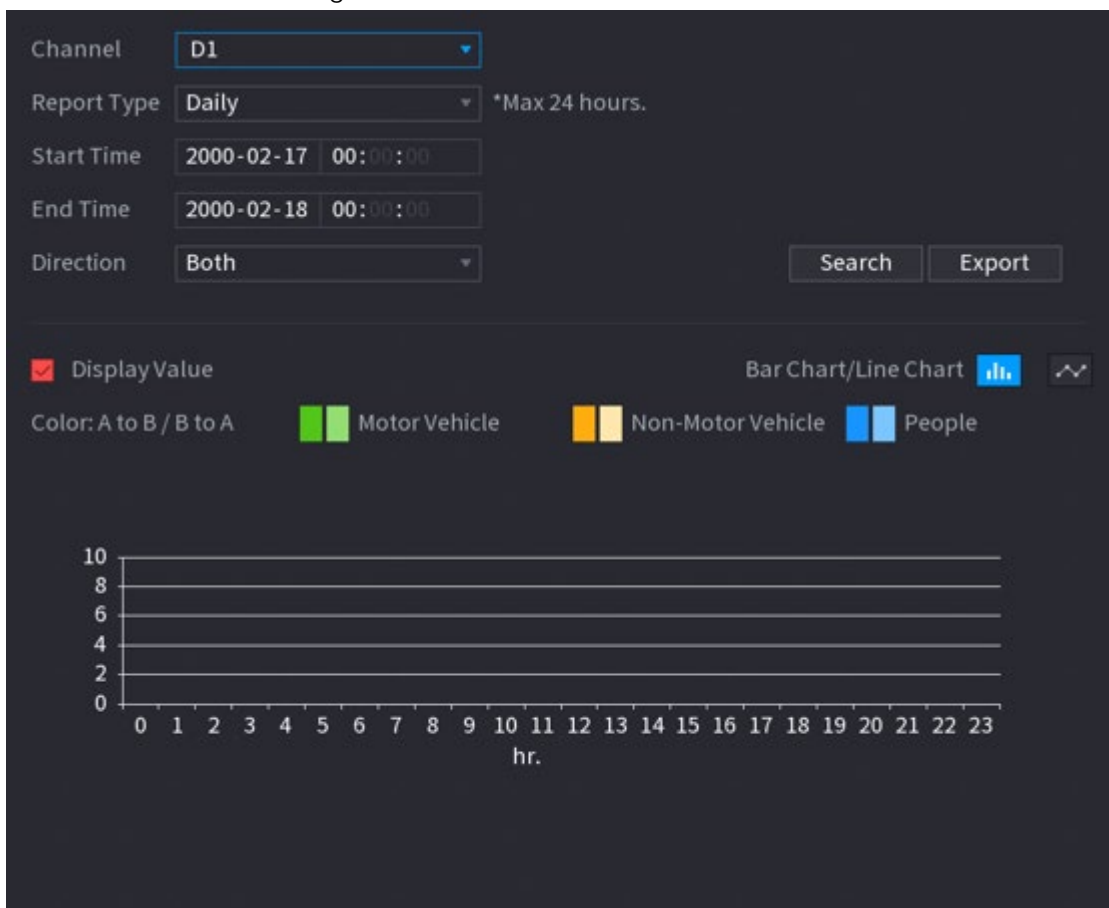 Channel D1
Report Type Daily *Max 24 hours.
Start Time 2000-02-17 00:00:00
End Time 2000-02-18 00:00:00
Direction Both Search Export
Display Value Bar Chart/Line Chart
Color: A to B / B to A Motor Vehicle Non-Motor Vehicle People
10
8
6
4
2
0
0 1 2 3 4 5 6 7 8 9 10 11 12 13 14 15 16 17 18 19 20 21 22 23
hr.